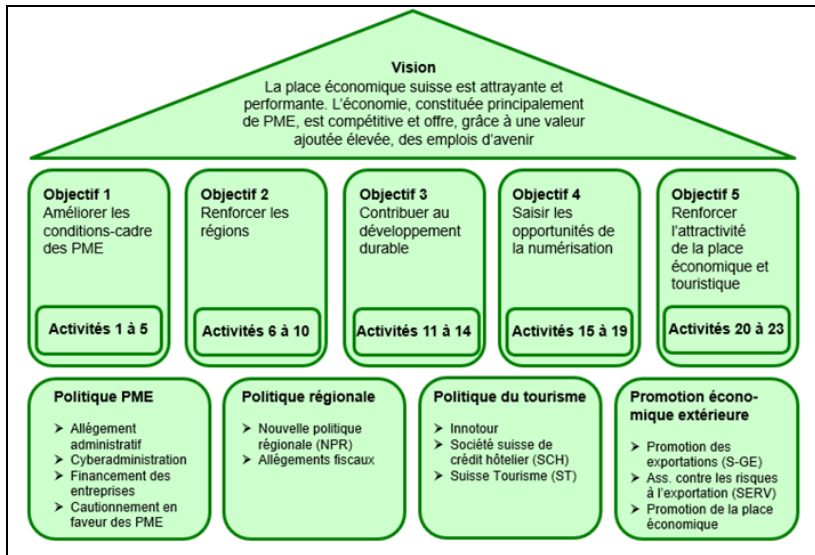 Vision
La place économique suisse est attrayante et
performante. L'économie, constituée principalement
de PME, est compétitive et offre, grâce à une valeur
ajoutée élevée, des emplois d'avenir
Objectif 1
Améliorer les
conditions-cadre
des PME
Activités 1 à 5
Objectif 2
Renforcer les
régions
Activités 6 à 10
Objectif 3
Contribuer au
développement
durable
Activités 11 à 14
Objectif 4
Saisir les
opportunités de
la numérisation
Activités 15 à 19
Objectif 5
Renforcer
l'attractivité
de la place
économique et
touristique
Activités 20 à 23
Politique PME
➢ Allégement
administratif
➢ Cyberadministration
➢ Financement des
entreprises
➢ Cautionnement en
faveur des PME
Politique régionale
➢ Nouvelle politique
régionale (NPR)
➢ Allégements fiscaux
Politique du tourisme
➢ Innotour
➢ Société suisse de
crédit hôtelier (SCH)
➢ Suisse Tourisme (ST)
Promotion écono-
mique extérieure
➢ Promotion des
exportations (S-GE)
➢ Ass. contre les risques
à l'exportation (SERV)
➢ Promotion de la place
économique